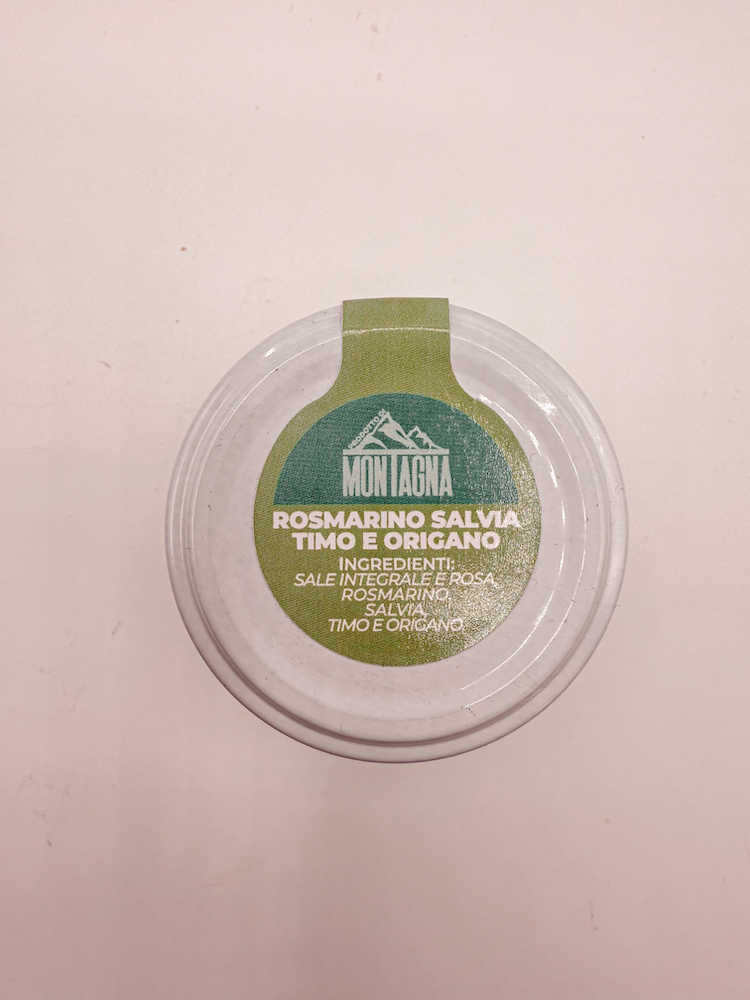 PRODOTTO DI
MONTAGNA
ROSMARINO SALVIA
TIMO E ORIGANO
INGREDIENTI:
SALE INTEGRALE E ROSA,
ROSMARINO,
SALVIA,
TIMO E ORIGANO.